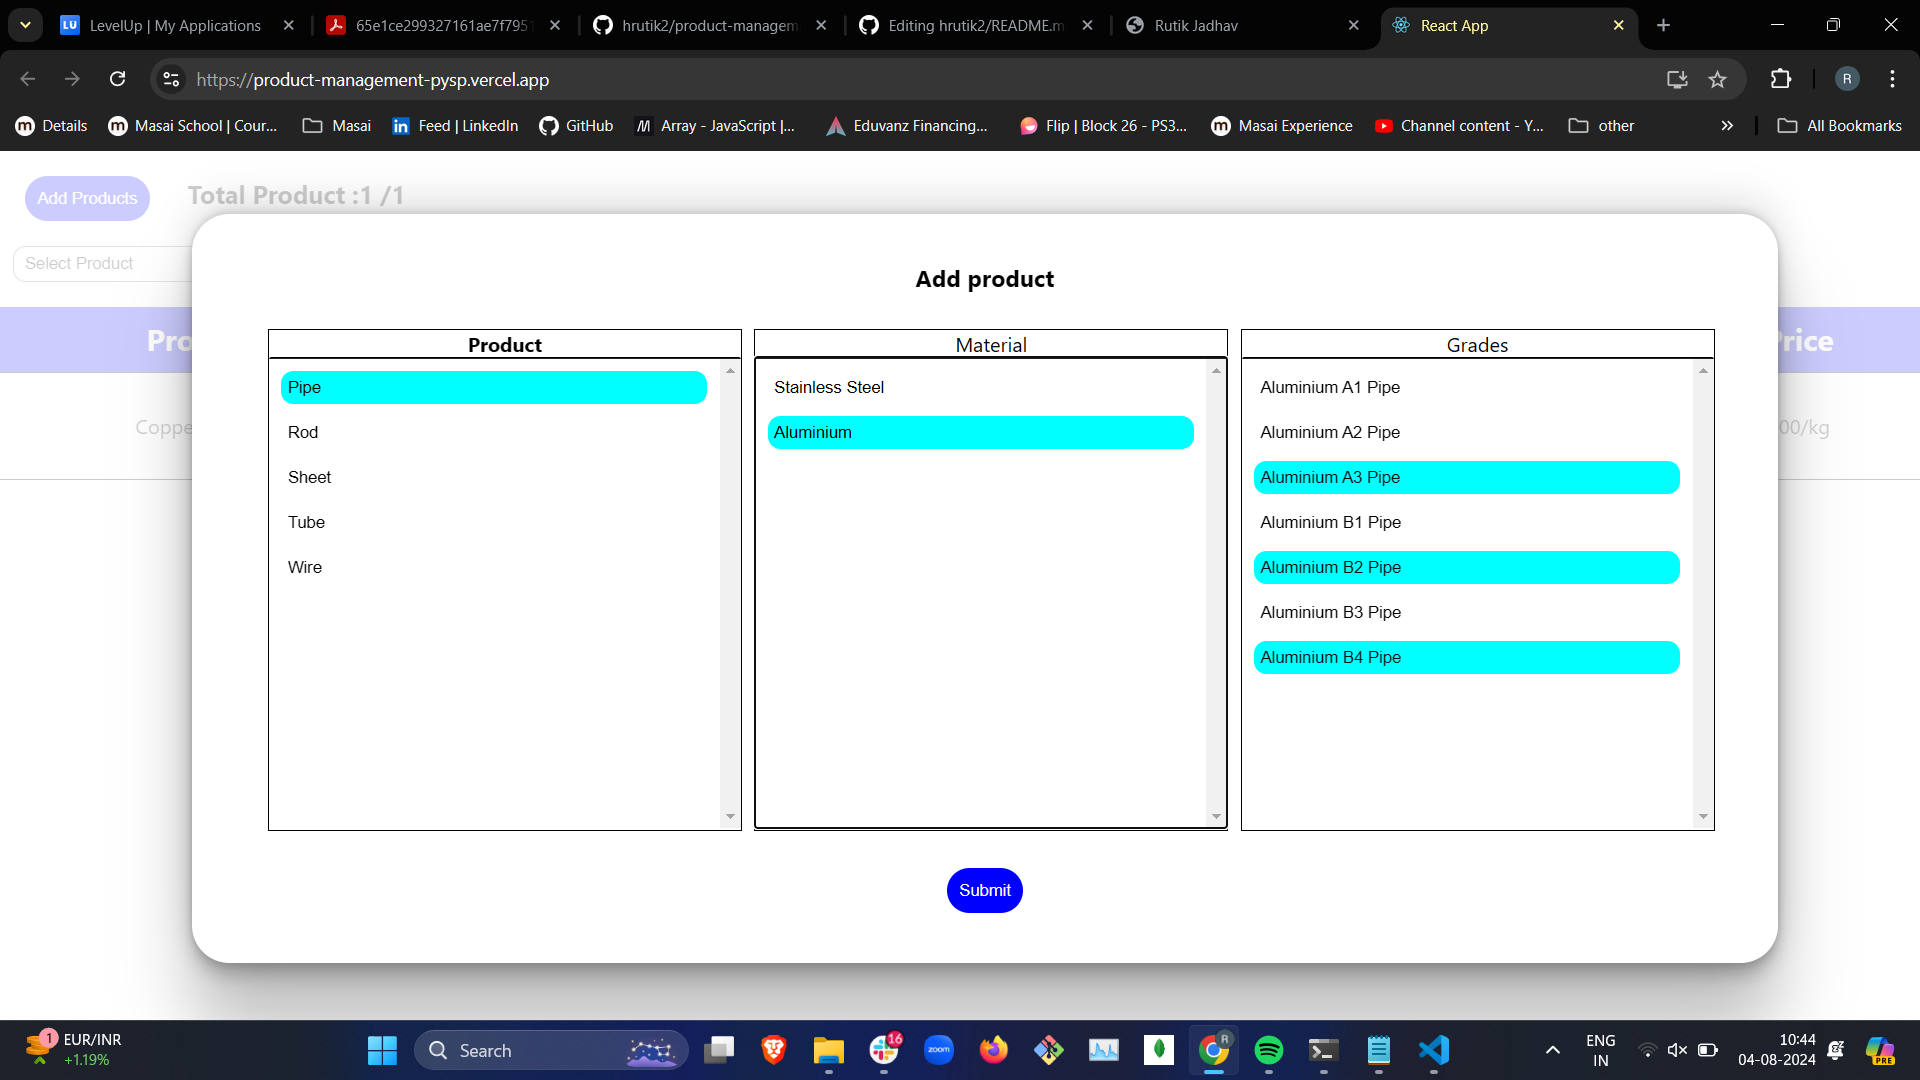 LevelUp | My Applications
65e1ce299327161ae7f7951
hrutik2/product-managem
Editing hrutik2/README.m
Rutik Jadhav
React App
https://product-management-pysp.vercel.app
R
Details
Masai School | Cour...
Masai
Feed | LinkedIn
GitHub
Array - JavaScript |...
Eduvanz Financing...
Flip | Block 26 - PS3...
Masai Experience
Channel content - Y...
other
All Bookmarks
Add Products
Total Product :1 /1
Select Product
Pro
Price
Coppe
00/kg
Add product
Product
Pipe
Rod
Sheet
Tube
Wire
Material
Stainless Steel
Aluminium
Grades
Aluminium A1 Pipe
Aluminium A2 Pipe
Aluminium A3 Pipe
Aluminium B1 Pipe
Aluminium B2 Pipe
Aluminium B3 Pipe
Aluminium B4 Pipe
Submit
1
EUR/INR
+1.19%
Search
16
zoom
R
ENG
IN
10:44
04-08-2024
PRE